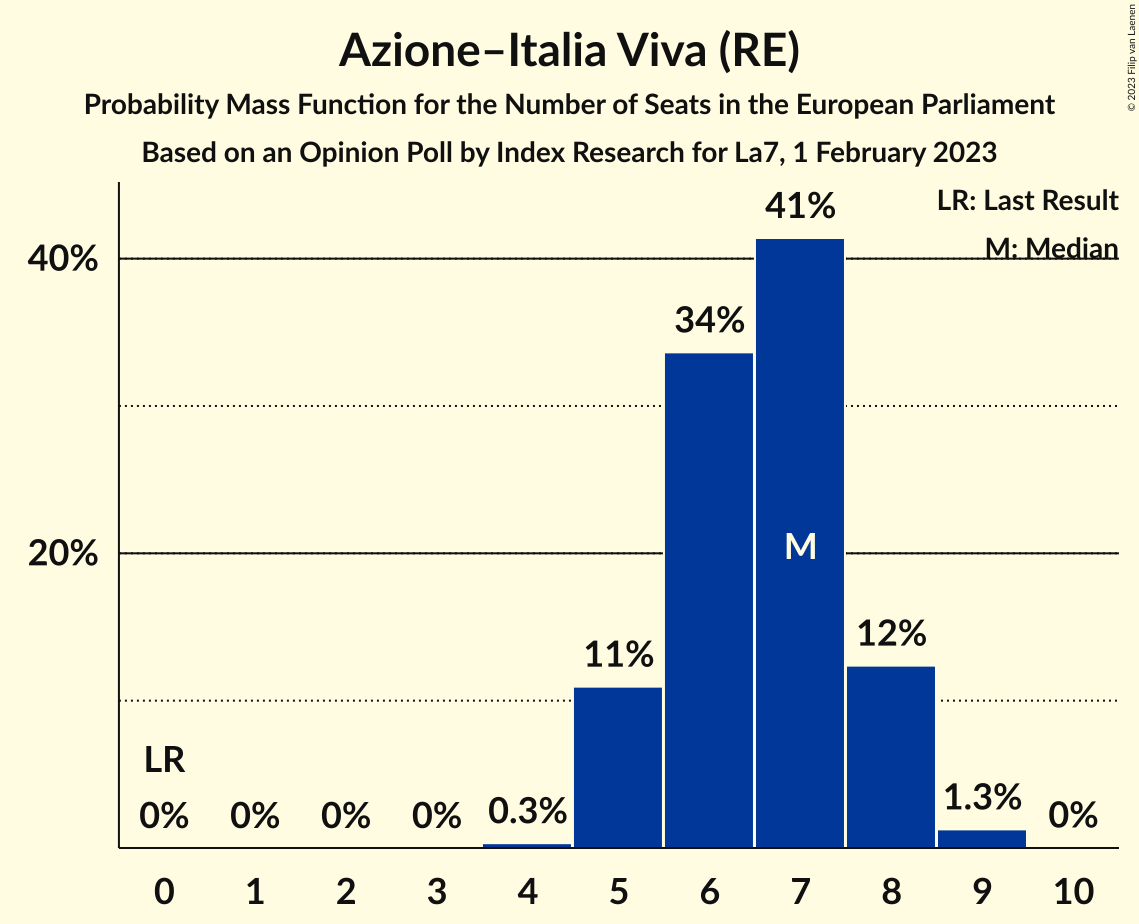 Azione–Italia Viva (RE)
Probability Mass Function for the Number of Seats in the European Parliament
Based on an Opinion Poll by Index Research for La7, 1 February 2023
© 2023 Filip van Laenen
LR: Last Result
M: Median
40%
20%
LR
0%
0%
0%
0%
0.3%
11%
34%
41%
M
12%
1.3%
0%
0 1 2 3 4 5 6 7 8 9 10